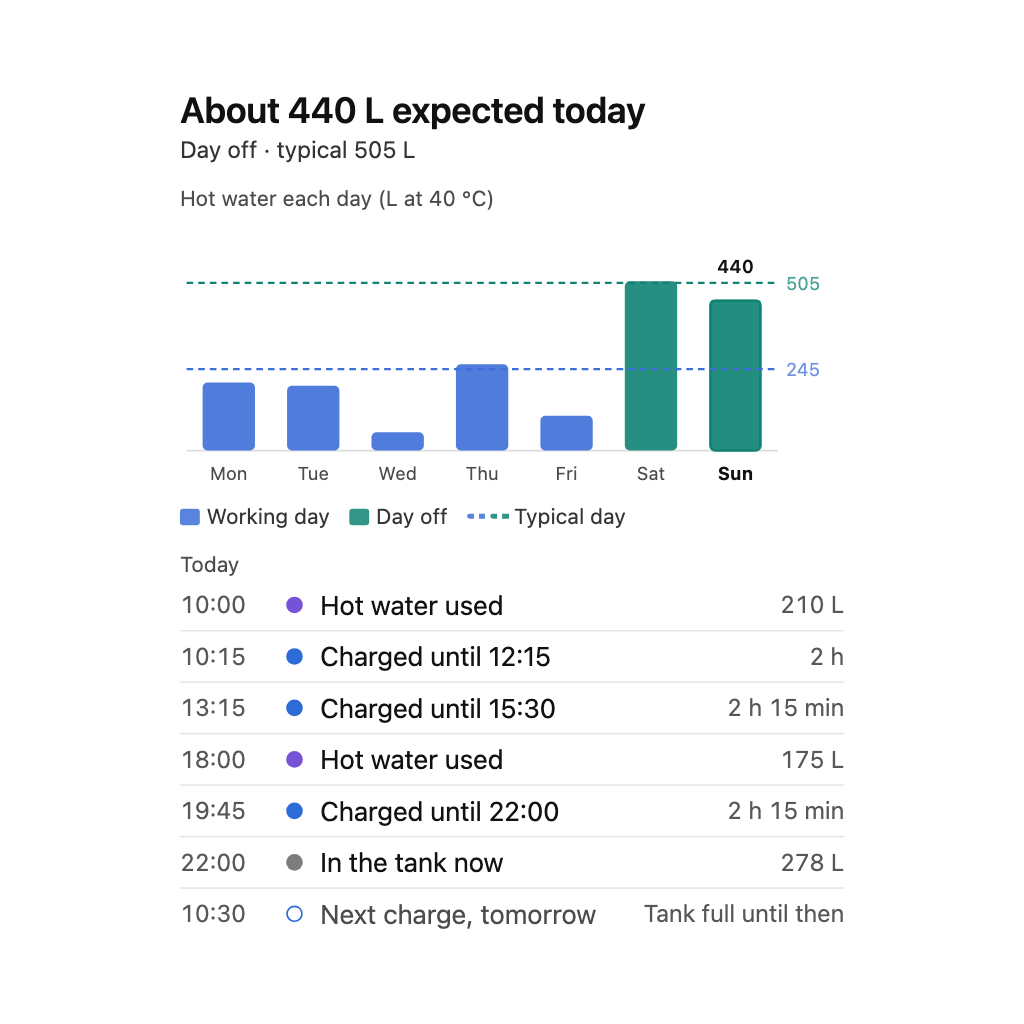 About 440 L expected today
Day off · typical 505 L
Hot water each day (L at 40 °C)
440
505
245
Mon Tue Wed Thu Fri Sat Sun
Working day Day off Typical day
Today
10:00 Hot water used 210 L
10:15 Charged until 12:15 2 h
13:15 Charged until 15:30 2 h 15 min
18:00 Hot water used 175 L
19:45 Charged until 22:00 2 h 15 min
22:00 In the tank now 278 L
10:30 Next charge, tomorrow Tank full until then